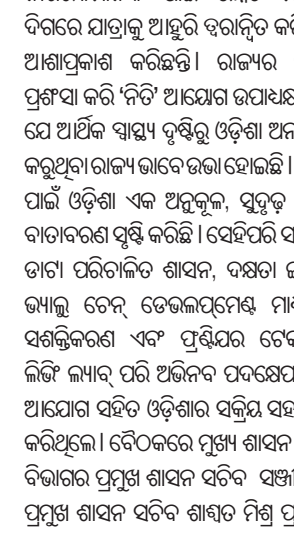 ଦିଗରେ ଯାତ୍ରାକୁ ଆହୁରି ତ୍ୱରାନ୍ୱିତ କରି
ଆଶାପ୍ରକାଶ କରିଛନ୍ତି। ରାଜ୍ୟର
ପ୍ରଶଂସା କରି ‘ନିତି’ ଆୟୋଗ ଉପାଧ୍ୟକ୍ଷ
ଯେ ଆର୍ଥିକ ସ୍ୱାସ୍ଥ୍ୟ ଦୃଷ୍ଟିରୁ ଓଡ଼ିଶା ଅନ
କରୁଥିବା ରାଜ୍ୟ ଭାବେ ଉଭା ହୋଇଛି।
ପାଇଁ ଓଡ଼ିଶା ଏକ ଅନୁକୂଳ, ସୁଦୃଢ଼
ବାତାବରଣ ସୃଷ୍ଟି କରିଛି। ସେହିପରି ସ
ଡାଟା ପରିଚାଳିତ ଶାସନ, ଦକ୍ଷତା
ଭ୍ୟାଲୁ ଚେନ୍ ଡେଭଲପ୍‌ମେଣ୍ଟ ମା
ସଶକ୍ତିକରଣ ଏବଂ ଫ୍ରଣ୍ଟିୟର ଟେକ
ଲିଭିଂ ଲ୍ୟାବ୍ ପରି ଅଭିନବ ପଦକ୍ଷେପ
ଆଯୋଗ ସହିତ ଓଡ଼ିଶାର ସକ୍ରିୟ ସହ
କରିଥିଲେ। ବୈଠକରେ ମୁଖ୍ୟ ଶାସନ
ବିଭାଗର ପ୍ରମୁଖ ଶାସନ ସଚିବ ସଞ୍ଜୀ
ପ୍ରମୁଖ ଶାସନ ସଚିବ ଶାଶ୍ୱତ ମିଶ୍ର ପ୍ର